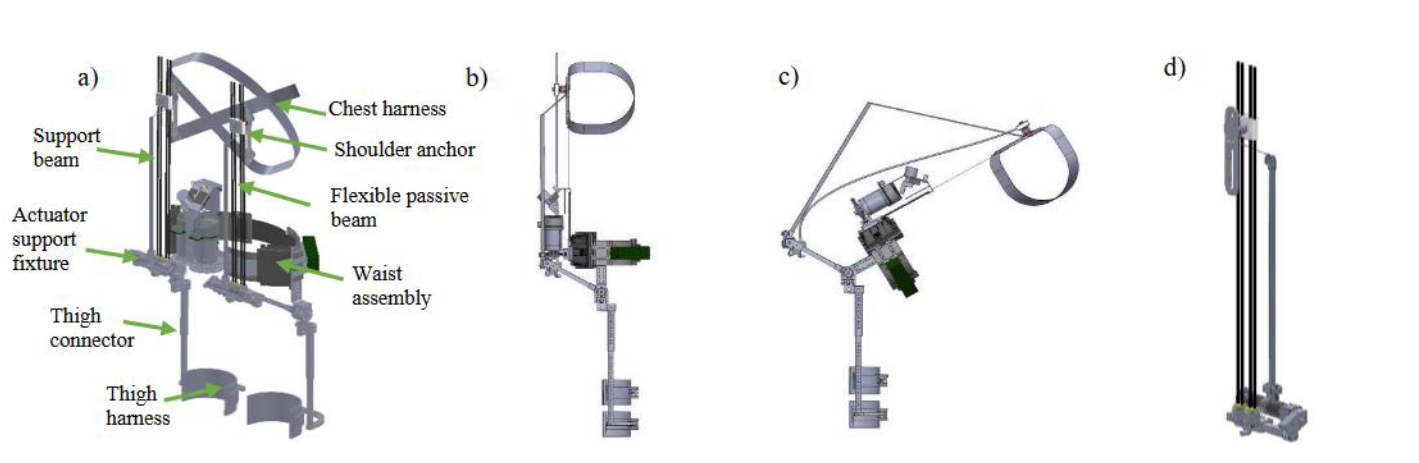 a)
Chest harness
Support
beam
Shoulder anchor
Flexible passive
beam
Actuator
support
fixture
Waist
assembly
Thigh
connector
Thigh
harness
b)
c)
d)